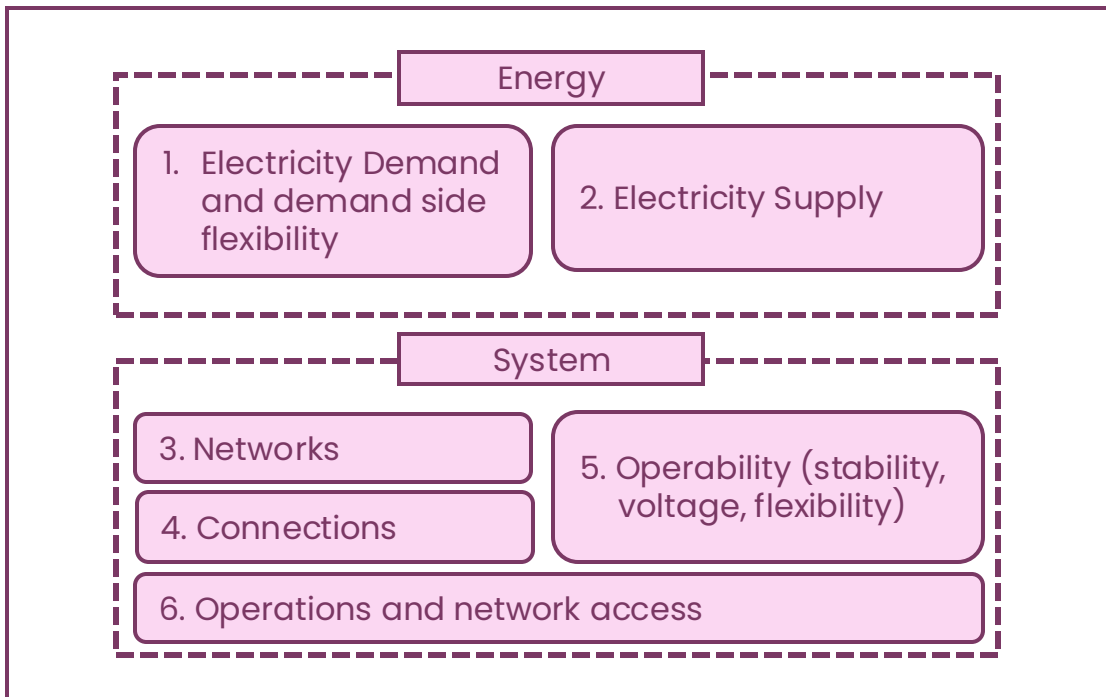 Energy
1. Electricity Demand
and demand side
flexibility
2. Electricity Supply
System
3. Networks
4. Connections
5. Operability (stability,
voltage, flexibility)
6. Operations and network access